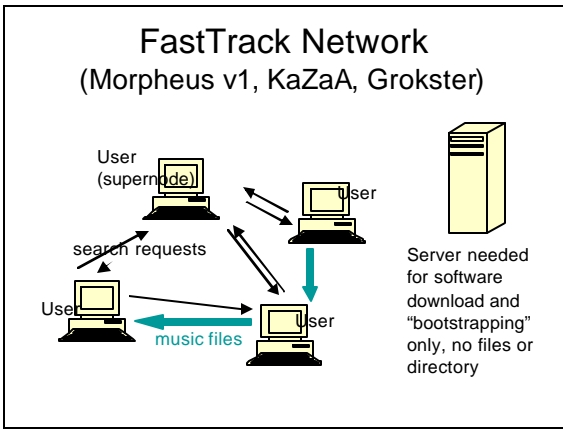 FastTrack Network
(Morpheus v1, KaZaA, Grokster)
User
(supernode)
User
search requests
User
User
music files
Server needed
for software
download and
“bootstrapping”
only, no files or
directory